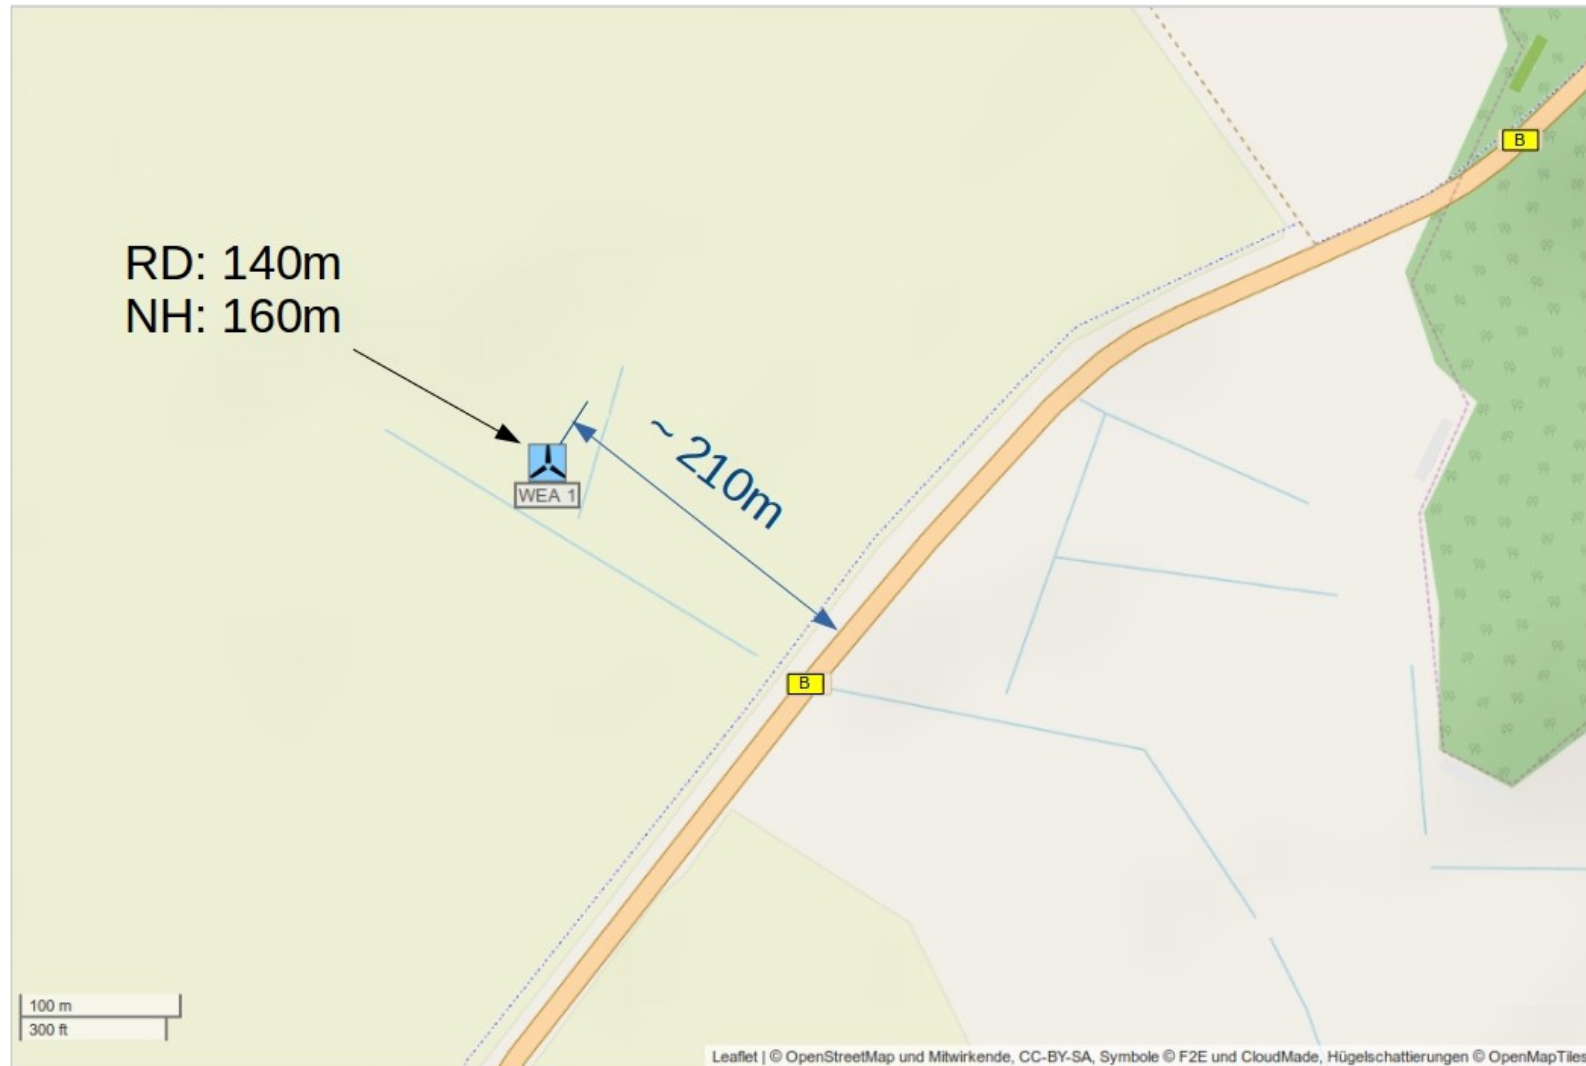 B
RD: 140m
NH: 160m
~ 210m
WEA 1
B
100 m
300 ft
Leaflet | © OpenStreetMap und Mitwirkende, CC-BY-SA, Symbole © F2E und CloudMade, Hügelschattierungen © OpenMapTiles